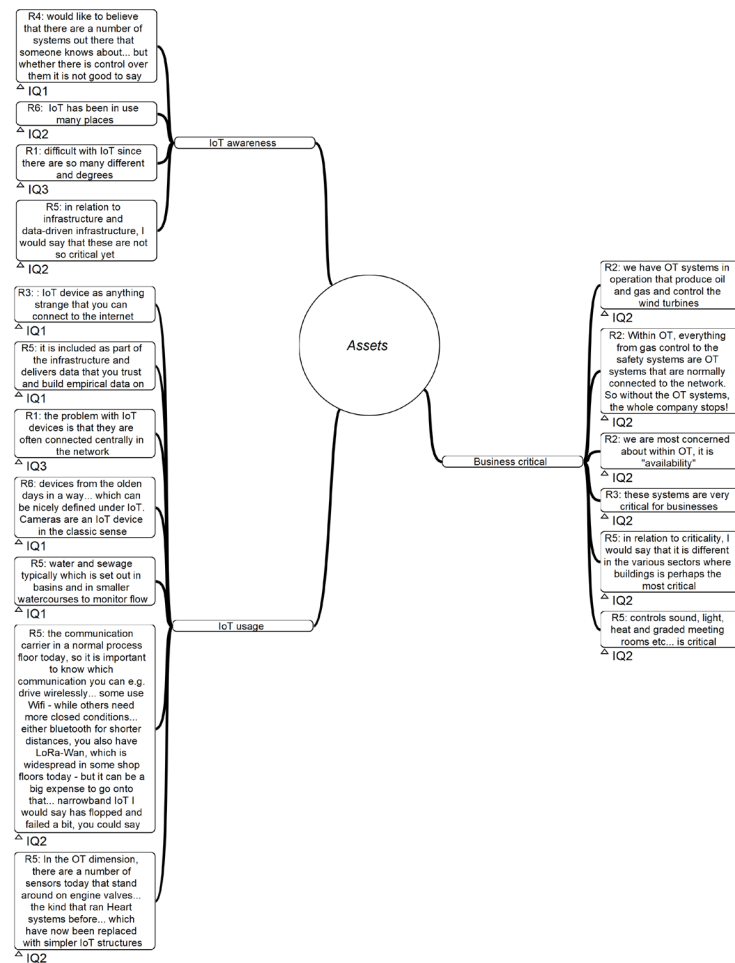 R4: would like to believe
that there are a number of
systems out there that
someone knows about... but
whether there is control over
them it is not good to say
IQ1
R6: IoT has been in use
many places
IQ2
R1: difficult with IoT since
there are so many different
and degrees
IQ3
R5: in relation to
infrastructure and
data-driven infrastructure, I
would say that these are not
so critical yet
IQ2
IoT awareness
R3: : IoT device as anything
strange that you can
connect to the internet
IQ1
R5: it is included as part of
the infrastructure and
delivers data that you trust
and build empirical data on
IQ1
R1: the problem with IoT
devices is that they are
often connected centrally in
the network
IQ3
R6: devices from the olden
days in a way... which can
be nicely defined under IoT.
Cameras are an IoT device
in the classic sense
IQ1
R5: water and sewage
typically which is set out in
basins and in smaller
watercourses to monitor flow
IQ1
R5: the communication
carrier in a normal process
floor today, so it is important
to know which
communication you can e.g.
drive wirelessly... some use
Wifi - while others need
more closed conditions...
either bluetooth for shorter
distances, you also have
LoRa-Wan, which is
widespread in some shop
floors today - but it can be a
big expense to go onto
that... narrowband IoT I
would say has flopped and
failed a bit, you could say
IQ2
R5: In the OT dimension,
there are a number of
sensors today that stand
around on engine valves...
the kind that ran Heart
systems before... which
have now been replaced
with simpler IoT structures
IQ2
IoT usage
Assets
Business critical
R2: we have OT systems in
operation that produce oil
and gas and control the
wind turbines
IQ2
R2: Within OT, everything
from gas control to the
safety systems are OT
systems that are normally
connected to the network.
So without the OT systems,
the whole company stops!
IQ2
R2: we are most concerned
about within OT, it is
"availability"
IQ2
R3: these systems are very
critical for businesses
IQ2
R5: in relation to criticality, I
would say that it is different
in the various sectors where
buildings is perhaps the
most critical
IQ2
R5: controls sound, light,
heat and graded meeting
rooms etc... is critical
IQ2